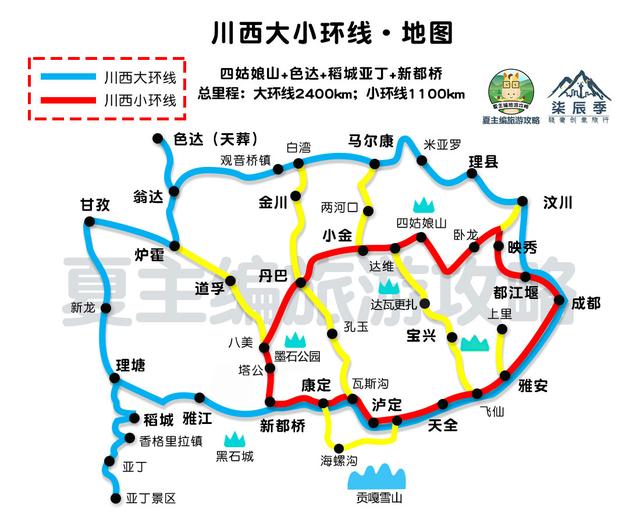 川西大小环线·地图
川西大环线
川西小环线
四姑娘山+色达+稻城亚丁+新都桥
总里程：大环线2400km；小环线1100km
夏主编旅游攻略
柒辰季
色达（天葬）
观音桥镇
白湾
马尔康
米亚罗
理县
翁达
金川
两河口
四姑娘山
汶川
甘孜
小金
卧龙
映秀
炉霍
达维
丹巴
道孚
都江堰
成都
夏主编旅游攻略
新龙
达瓦更扎
上里
孔玉
宝兴
八美
墨石公园
理塘
塔公
康定
瓦斯沟
雅安
稻城
雅江
新都桥
泸定
天全
飞仙
香格里拉镇
黑石城
海螺沟
亚丁
贡嘎雪山
亚丁景区